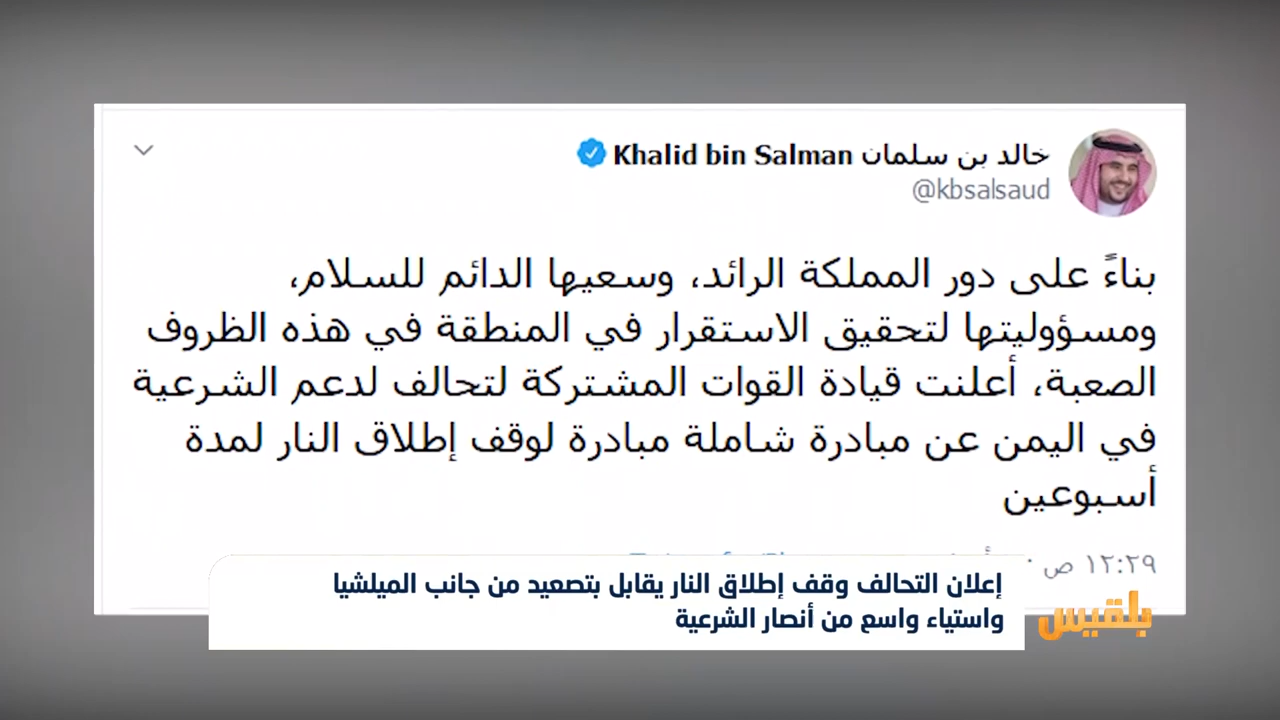 خالد بن سلمان Khalid bin Salman
@kbsalsaud
بناءً على دور المملكة الرائد، وسعيها الدائم للسلام،
ومسؤوليتها لتحقيق الاستقرار في المنطقة في هذه الظروف
الصعبة، أعلنت قيادة القوات المشتركة لتحالف لدعم الشرعية
في اليمن عن مبادرة شاملة مبادرة لوقف إطلاق النار لمدة
أسبوعين
١٢:٢٩ ص
إعلان التحالف وقف إطلاق النار يقابل بتصعيد من جانب الميلشيا
واستياء واسع من أنصار الشرعية
بلقيس